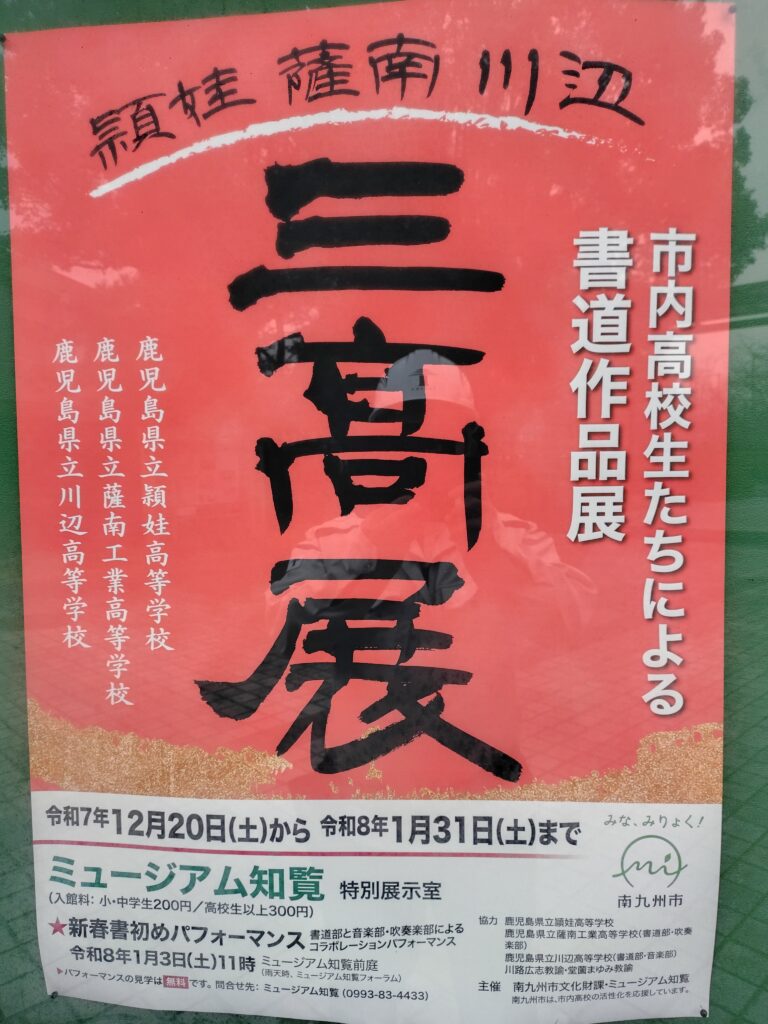 頴娃 薩南 川辺
三高展
市内高校生たちによる
書道作品展
鹿児島県立頴娃高等学校
鹿児島県立薩南工業高等学校
鹿児島県立川辺高等学校
令和7年12月20日(土)から 令和8年1月31日(土)まで
ミュージアム知覧 特別展示室
(入館料:小・中学生200円/高校生以上300円)
★新春書初めパフォーマンス 書道部と音楽部・吹奏楽部による
コラボレーションパフォーマンス
令和8年1月3日(土)11時 ミュージアム知覧前庭
(雨天時、ミュージアム知覧フォーラム)
▶パフォーマンスの見学は無料です。問合せ先:ミュージアム知覧(0993-83-4433)
みな、みりょく!
mi
南九州市
協力 鹿児島県立頴娃高等学校
鹿児島県立薩南工業高等学校(書道部・吹奏
楽部)
鹿児島県立川辺高等学校(書道部・音楽部)
川路広志教諭・堂薗まゆみ教諭
主催 南九州市文化財課・ミュージアム知覧
南九州市は、市内高校の活性化を応援しています。